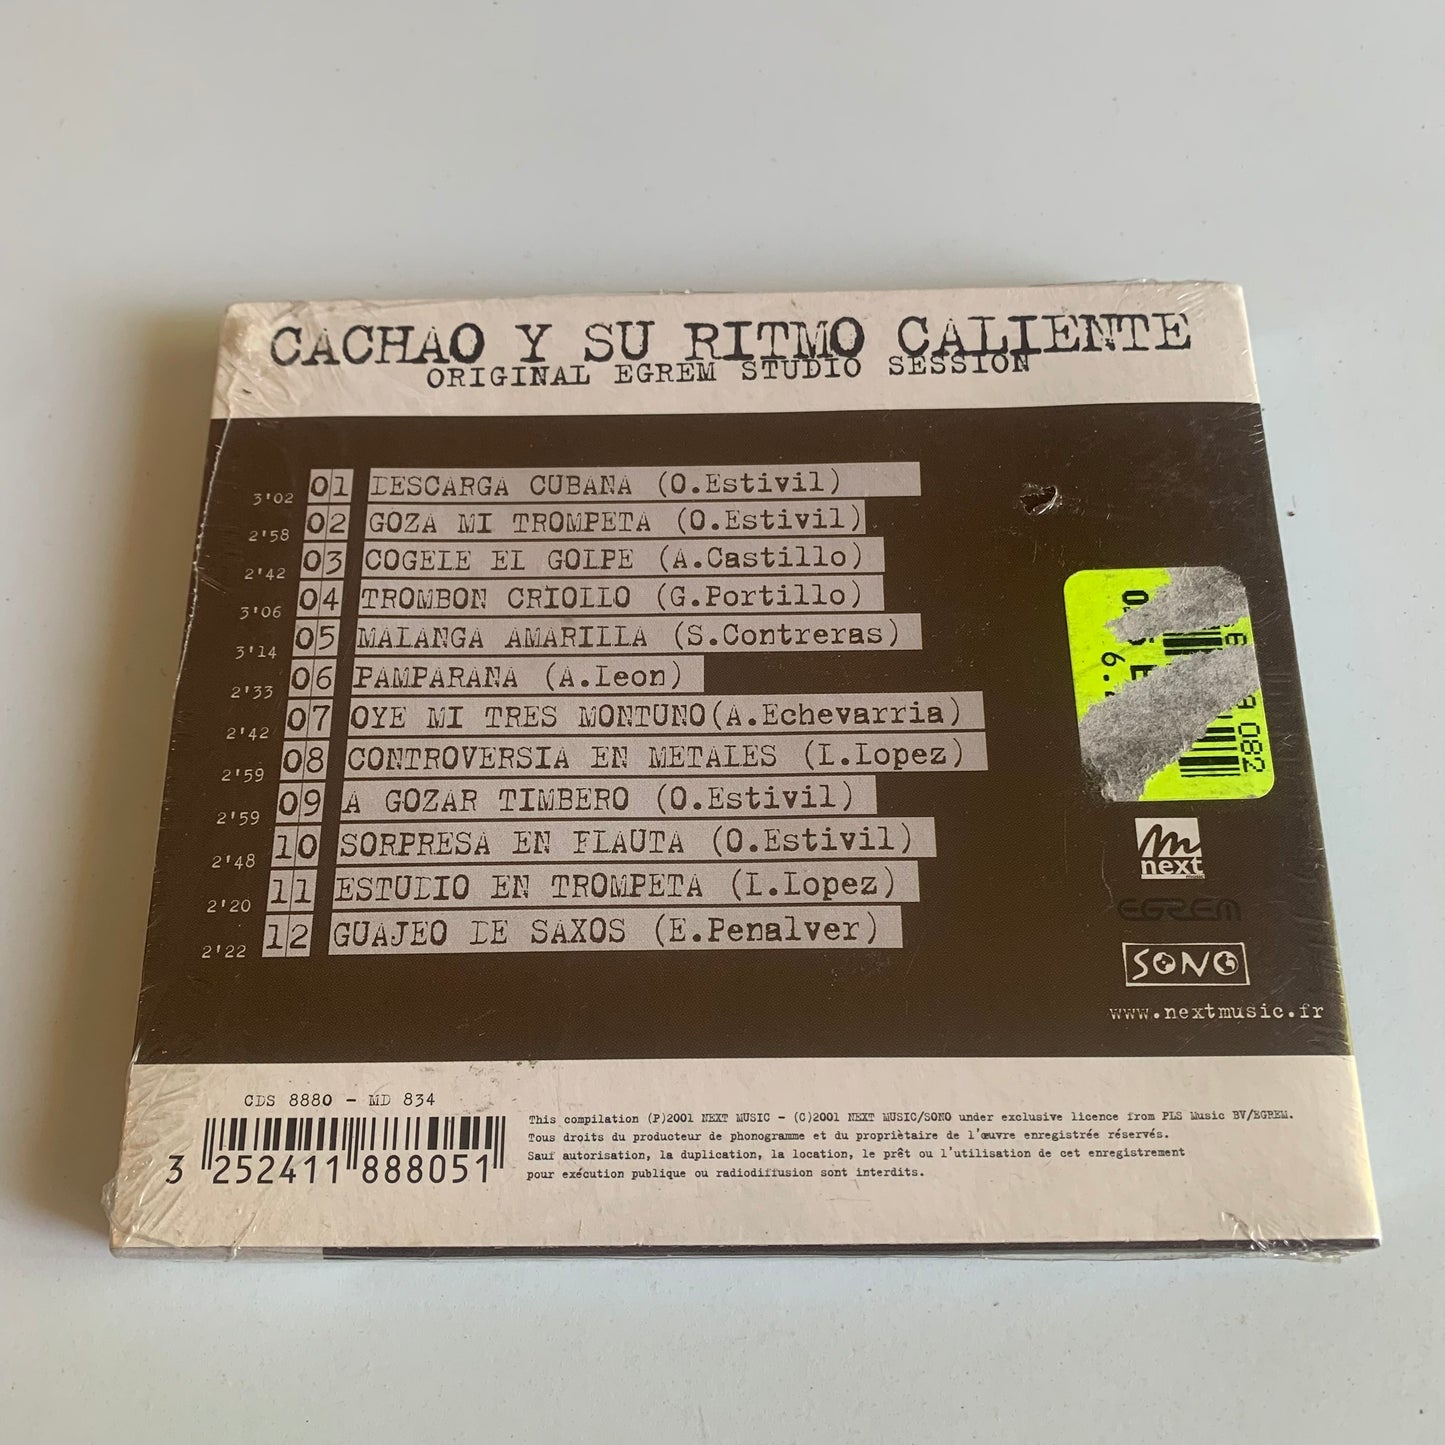 CACHAO Y SU RITMO CALIENTE
ORIGINAL EGREM STUDIO SESSION
3'02 01 DESCARGA CUBANA (O.Estivil)
2'58 02 GOZA MI TROMPETA (O.Estivil)
2'42 03 COGELE EL GOLPE (A.Castillo)
3'06 04 TROMBON CRIOLLO (G.Portillo)
3'14 05 MALANGA AMARILLA (S.Contreras)
2'33 06 PAMPARANA (A.Leon)
2'42 07 OYE MI TRES MONTUNO(A.Echevarria)
2'59 08 CONTROVERSIA EN METALES (L.Lopez)
2'59 09 A GOZAR TIMBERO (O.Estivil)
2'48 10 SORPRESA EN FLAUTA (O.Estivil)
2'20 11 ESTUDIO EN TROMPETA (L.Lopez)
2'22 12 GUAJEO DE SAXOS (E.Penalver)
082
next
music
EGREM
SONO
www.nextmusic.fr
CDS 8880 - MD 834
3 252411 888051
This compilation (P)2001 NEXT MUSIC - (C)2001 NEXT MUSIC/SONO under exclusive licence from PLS Music BV/EGREM.
Tous droits du producteur de phonogramme et du propriètaire de l'œuvre enregistrée réservés.
Sauf autorisation, la duplication, la location, le prêt ou l'utilisation de cet enregistrement
pour exécution publique ou radiodiffusion sont interdits.